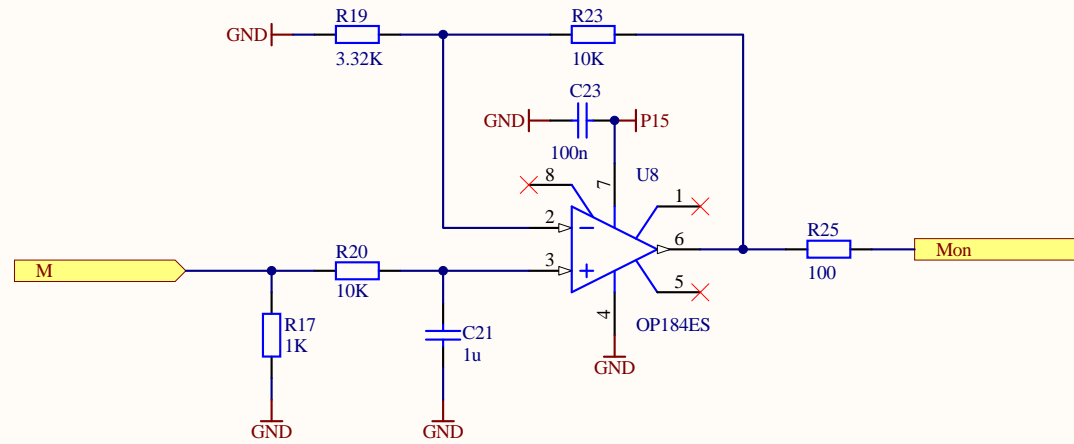 R19
R23
GND
3.32K
10K
C23
GND
P15
100n
8
7
U8
1
2
R20
3
6
R25
M
Mon
10K
100
5
R17
1K
C21
1u
4
OP184ES
GND
GND
GND